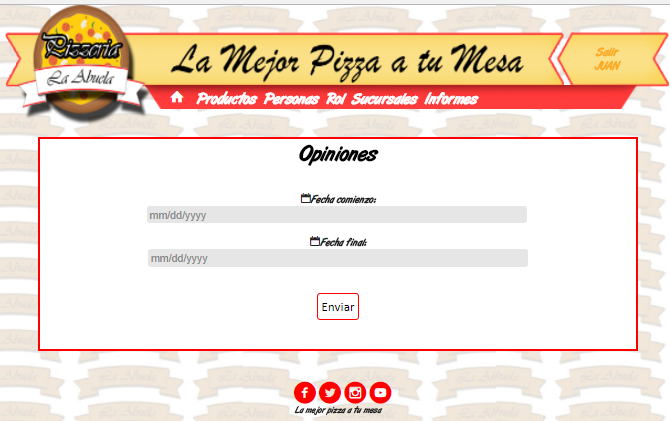 Pizzeria
La Abuela
La Mejor Pizza a tu Mesa
Salir
JUAN
Productos Personas Rol Sucursales Informes
Opiniones
Fecha comienzo:
mm/dd/yyyy
Fecha final:
mm/dd/yyyy
Enviar
La mejor pizza a tu mesa